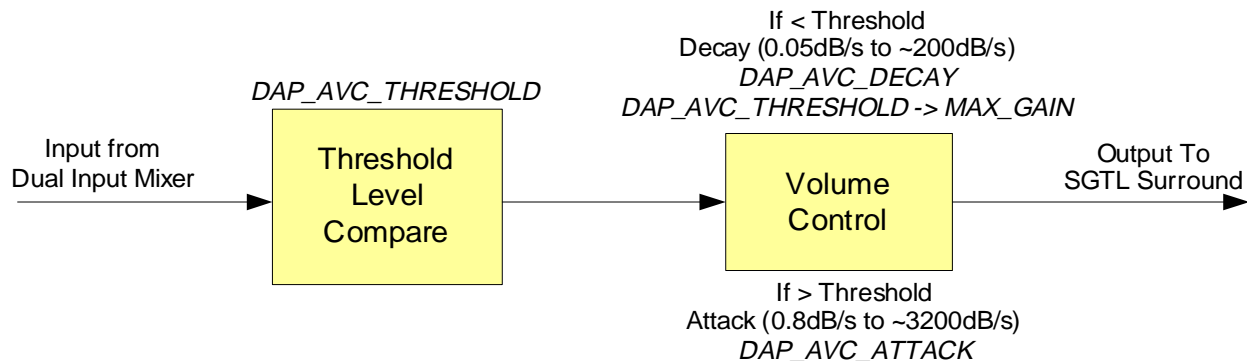 If < Threshold
Decay (0.05dB/s to ~200dB/s)
DAP_AVC_DECAY
DAP_AVC_THRESHOLD -> MAX_GAIN
DAP_AVC_THRESHOLD
Input from
Dual Input Mixer
Threshold
Level
Compare
Volume
Control
Output To
SGTL Surround
If > Threshold
Attack (0.8dB/s to ~3200dB/s)
DAP_AVC_ATTACK